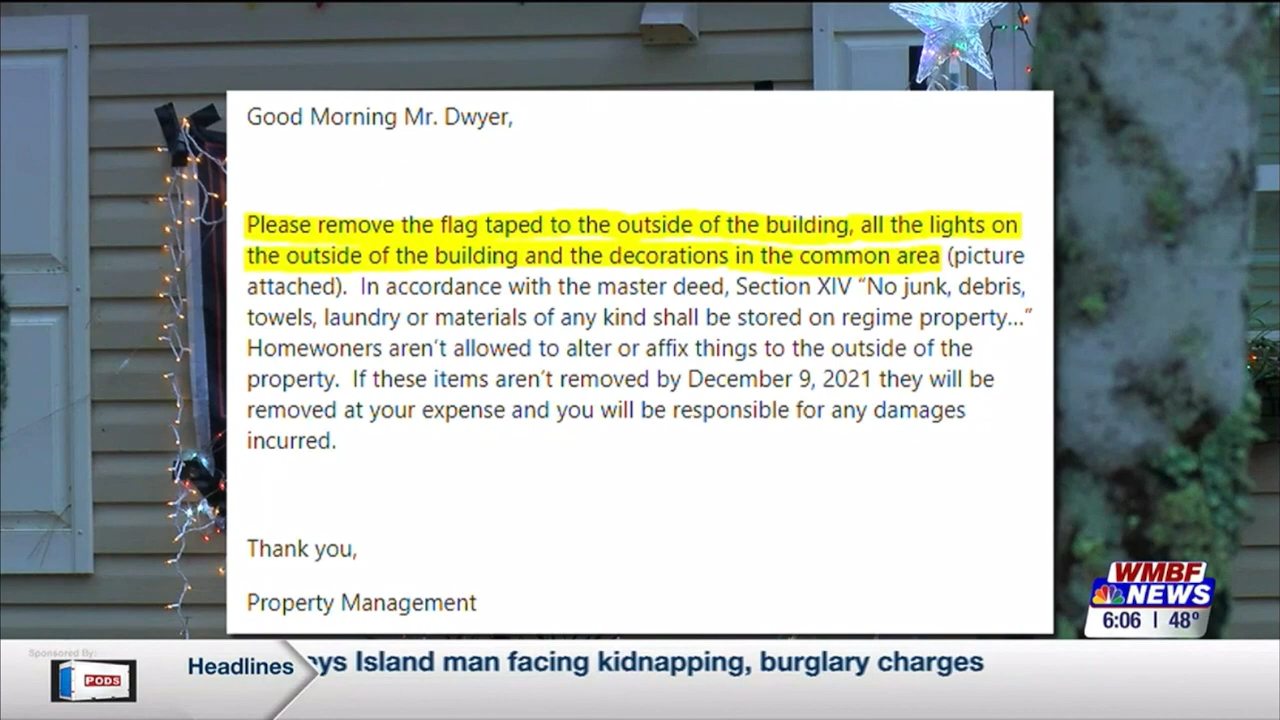 Good Morning Mr. Dwyer,
Please remove the flag taped to the outside of the building, all the lights on
the outside of the building and the decorations in the common area (picture
attached).  In accordance with the master deed, Section XIV “No junk, debris,
towels, laundry or materials of any kind shall be stored on regime property...”
Homewoners aren’t allowed to alter or affix things to the outside of the
property.  If these items aren’t removed by December 9, 2021 they will be
removed at your expense and you will be responsible for any damages
incurred.
Thank you,
Property Management
WMBF
NEWS
6:06 | 48º
Sponsored By:
PODS
Headlines
ys Island man facing kidnapping, burglary charges